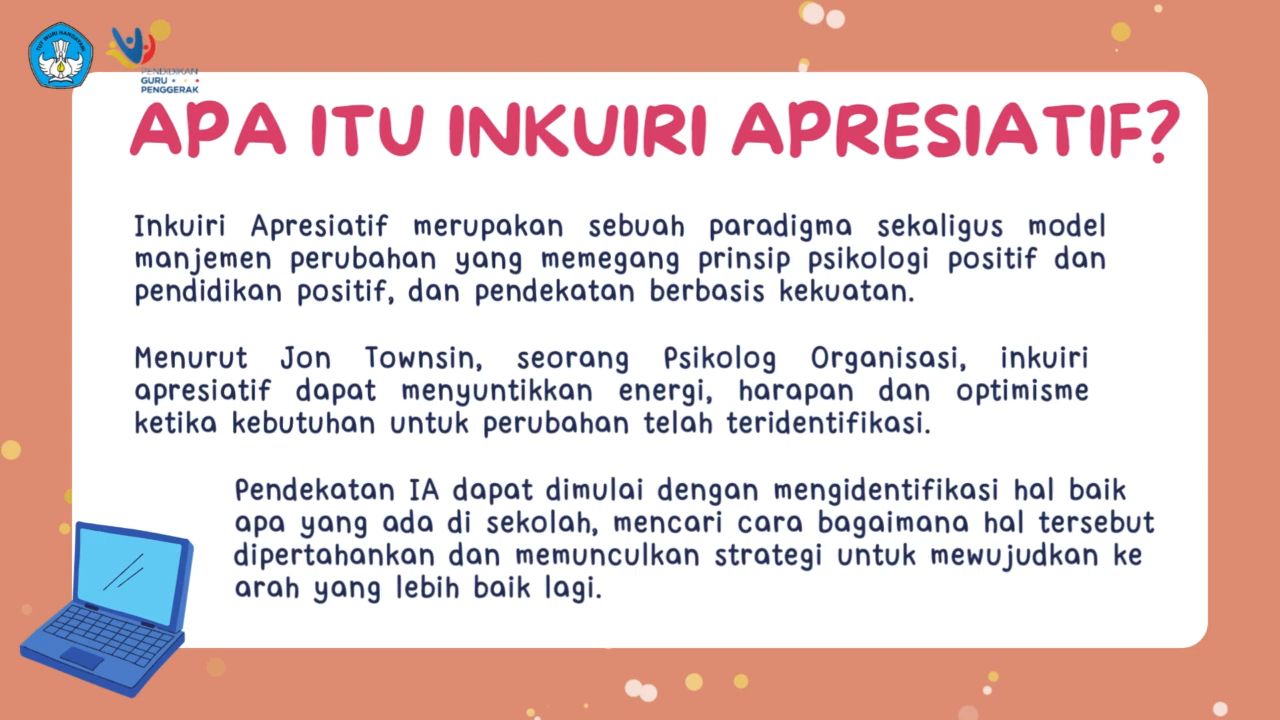 TUT WURI HANDAYANI
PENDIDIKAN
GURU
PENGGERAK
APA ITU INKUIRI APRESIATIF?
Inkuiri Apresiatif merupakan sebuah paradigma sekaligus model
manjemen perubahan yang memegang prinsip psikologi positif dan
pendidikan positif, dan pendekatan berbasis kekuatan.
Menurut Jon Townsin, seorang Psikolog Organisasi, inkuiri
apresiatif dapat menyuntikkan energi, harapan dan optimisme
ketika kebutuhan untuk perubahan telah teridentifikasi.
Pendekatan IA dapat dimulai dengan mengidentifikasi hal baik
apa yang ada di sekolah, mencari cara bagaimana hal tersebut
dipertahankan dan memunculkan strategi untuk mewujudkan ke
arah yang lebih baik lagi.